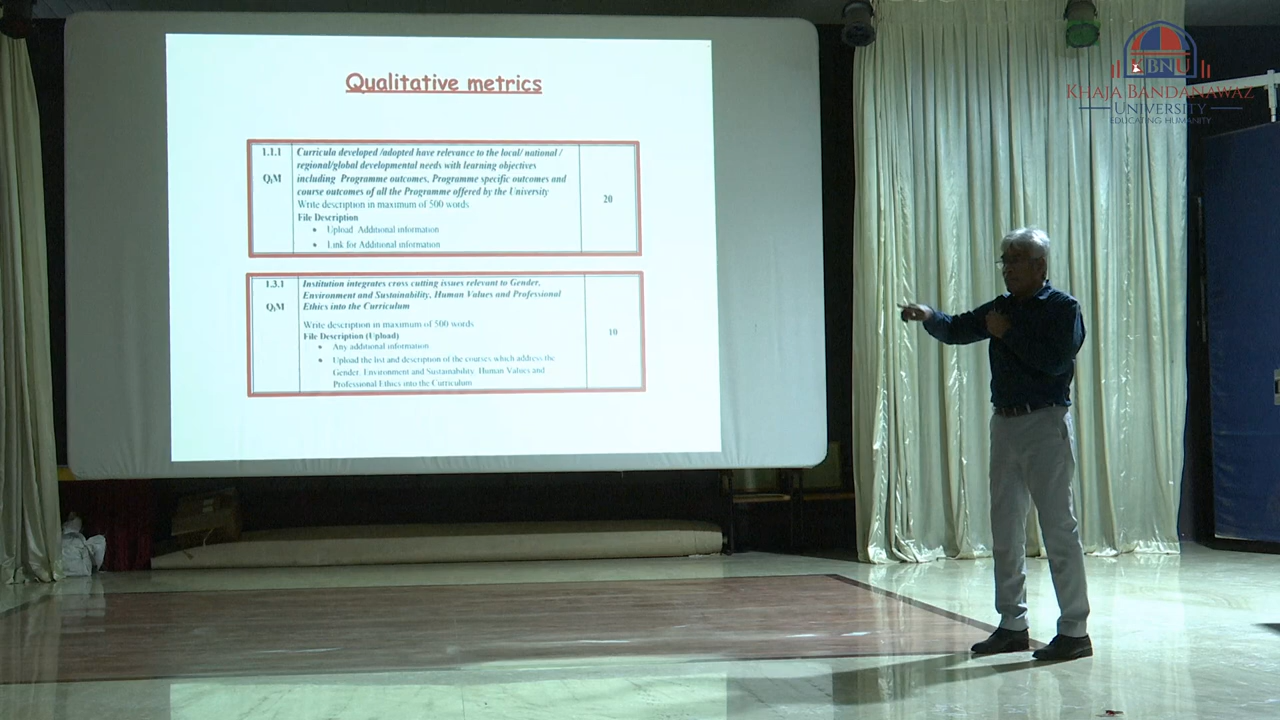 Qualitative metrics
1.1.1
Curricula developed /adopted have relevance to the local/ national /
regional/global developmental needs with learning objectives
QlM
including Programme outcomes, Programme specific outcomes and
course outcomes of all the Programme offered by the University
Write description in maximum of 500 words
20
File Description
• Upload Additional information
• Link for Additional information
1.3.1
Institution integrates cross cutting issues relevant to Gender,
Environment and Sustainability, Human Values and Professional
QlM
Ethics into the Curriculum
Write description in maximum of 500 words
10
File Description (Upload)
• Any additional information
• Upload the list and description of the courses which address the
Gender, Environment and Sustainability, Human Values and
Professional Ethics into the Curriculum
KBNU
KHAJA BANDANAWAZ
UNIVERSITY
EDUCATING HUMANITY